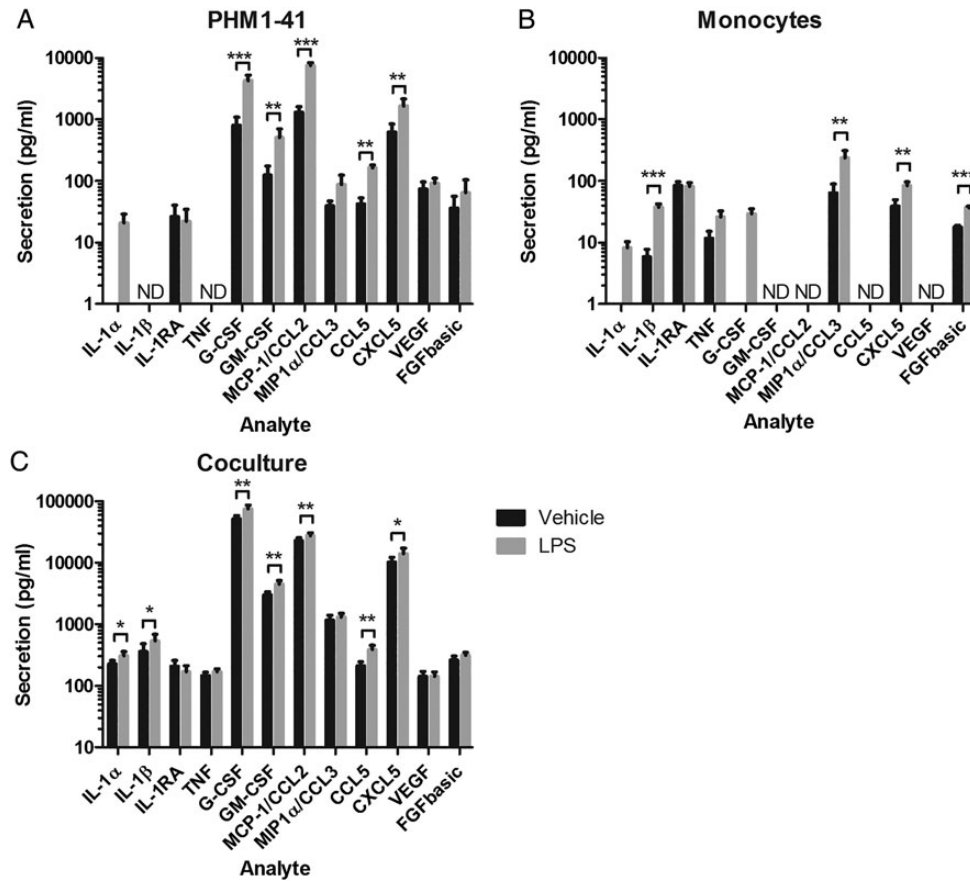 A
PHM1-41
Secretion (pg/ml)
10000
1000
100
10
1
***
**
***
**
**
ND
ND
IL-1α
IL-1β
IL-1RA
TNF
G-CSF
GM-CSF
MCP-1/CCL2
MIP1α/CCL3
CCL5
CXCL5
VEGF
FGFbasic
Analyte
B
Monocytes
Secretion (pg/ml)
10000
1000
100
10
1
***
**
**
***
ND
ND
ND
ND
IL-1α
IL-1β
IL-1RA
TNF
G-CSF
GM-CSF
MCP-1/CCL2
MIP1α/CCL3
CCL5
CXCL5
VEGF
FGFbasic
Analyte
C
Coculture
Secretion (pg/ml)
100000
10000
1000
100
10
*
*
**
**
**
**
*
IL-1α
IL-1β
IL-1RA
TNF
G-CSF
GM-CSF
MCP-1/CCL2
MIP1α/CCL3
CCL5
CXCL5
VEGF
FGFbasic
Analyte
Vehicle
LPS